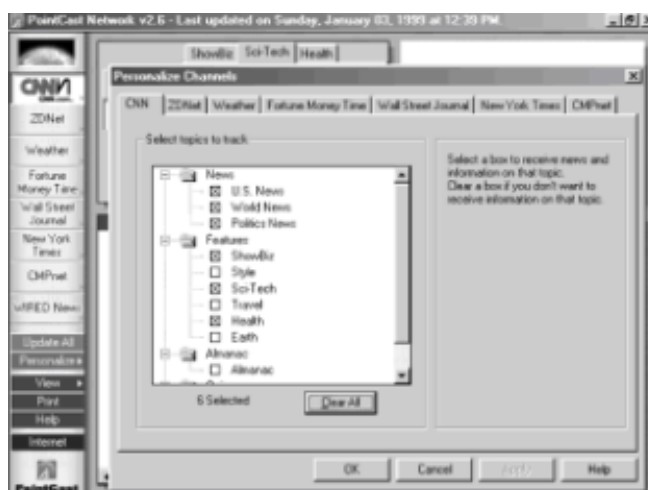 PointCast Network v2.6 - Last updated on Sunday, January 03, 1999 at 12:39 PM
ShowBiz Sci-Tech Health
CNN
ZDNet
Weather
Fortune
Money Time
Wall Street
Journal
New York
Times
CMPnet
WIRED News
Update All
Personalize
View
Print
Help
Internet
PointCast
Personalize Channels
CNN ZDNet Weather Fortune Money Time Wall Street Journal New York Times CMPnet
Select topics to track
News
U.S. News
World News
Politics News
Features
ShowBiz
Style
Sci-Tech
Travel
Health
Earth
Almanac
Almanac
6 Selected
Clear All
Select a box to receive news and
information on that topic.
Clear a box if you don't want to
receive information on that topic.
OK Cancel Apply Help